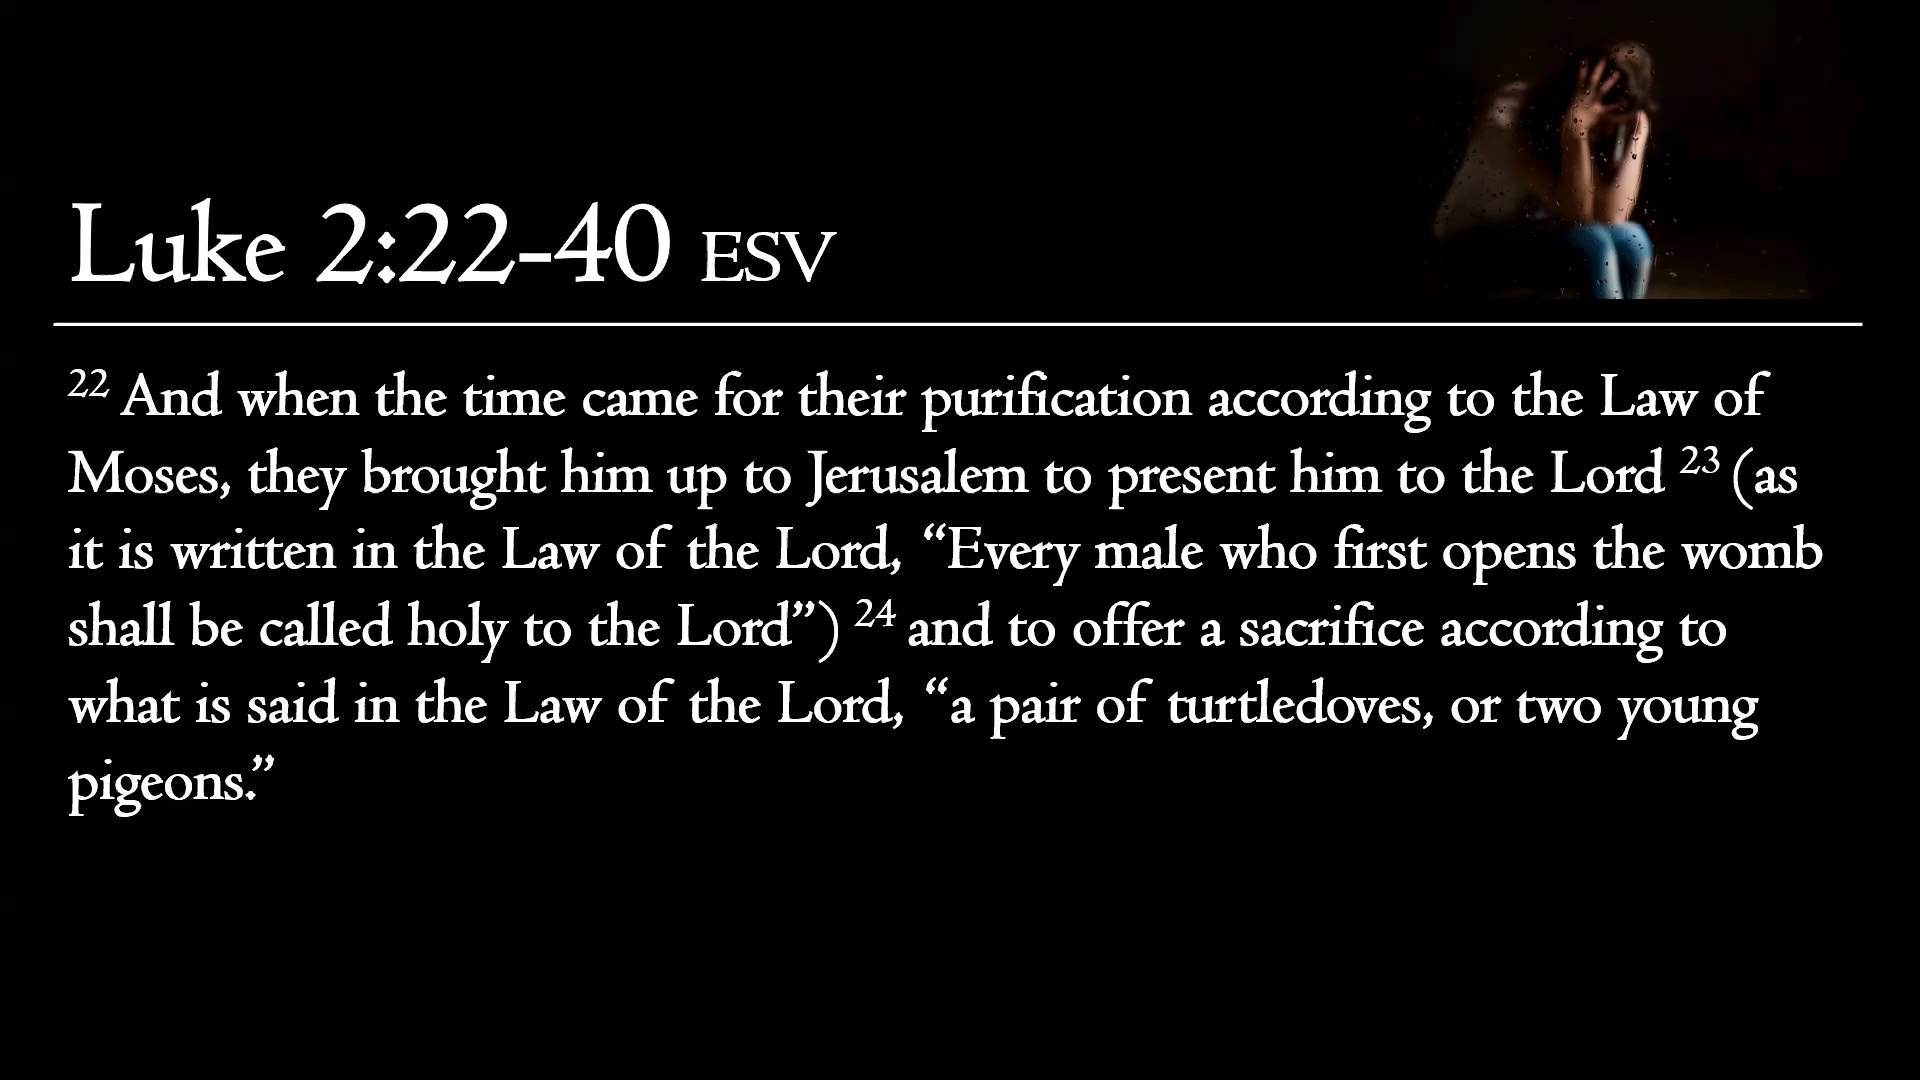 Luke 2:22-40 ESV
22 And when the time came for their purification according to the Law of
Moses, they brought him up to Jerusalem to present him to the Lord 23 (as
it is written in the Law of the Lord, “Every male who first opens the womb
shall be called holy to the Lord”) 24 and to offer a sacrifice according to
what is said in the Law of the Lord, “a pair of turtledoves, or two young
pigeons.”